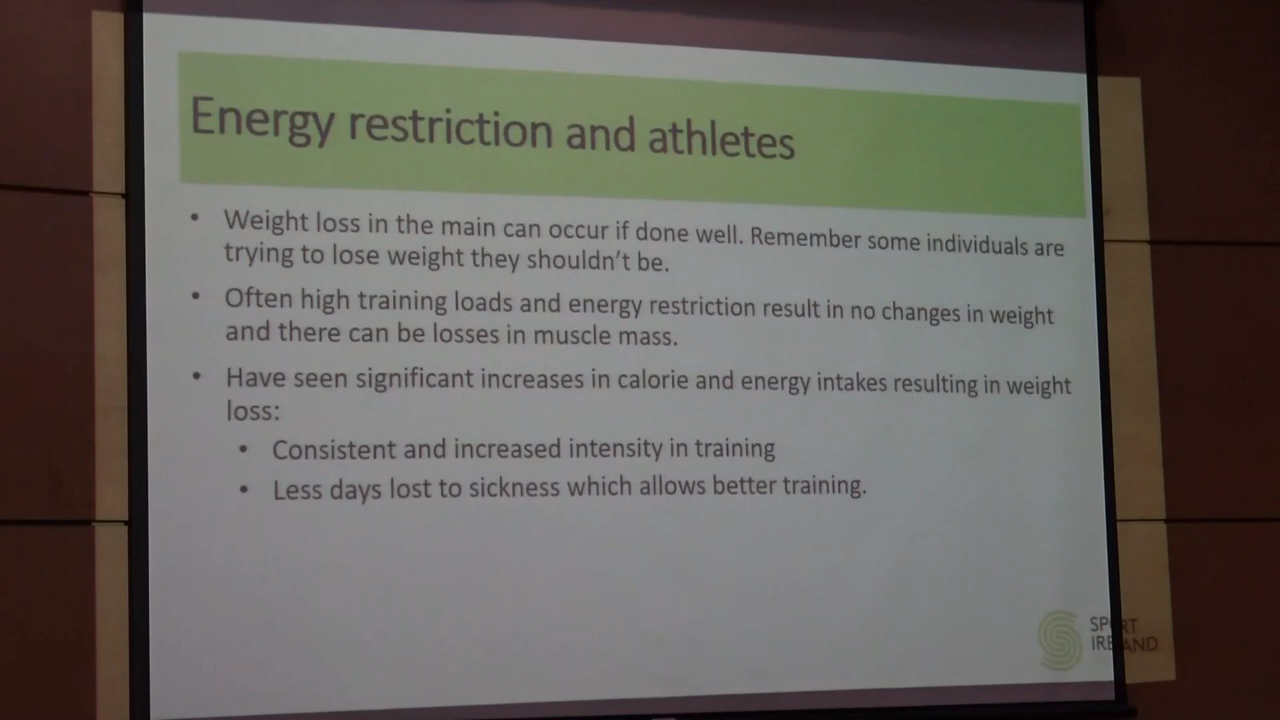 Energy restriction and athletes
• Weight loss in the main can occur if done well. Remember some individuals are
trying to lose weight they shouldn't be.
• Often high training loads and energy restriction result in no changes in weight
and there can be losses in muscle mass.
• Have seen significant increases in calorie and energy intakes resulting in weight
loss:
• Consistent and increased intensity in training
• Less days lost to sickness which allows better training.
SPORT
IRELAND